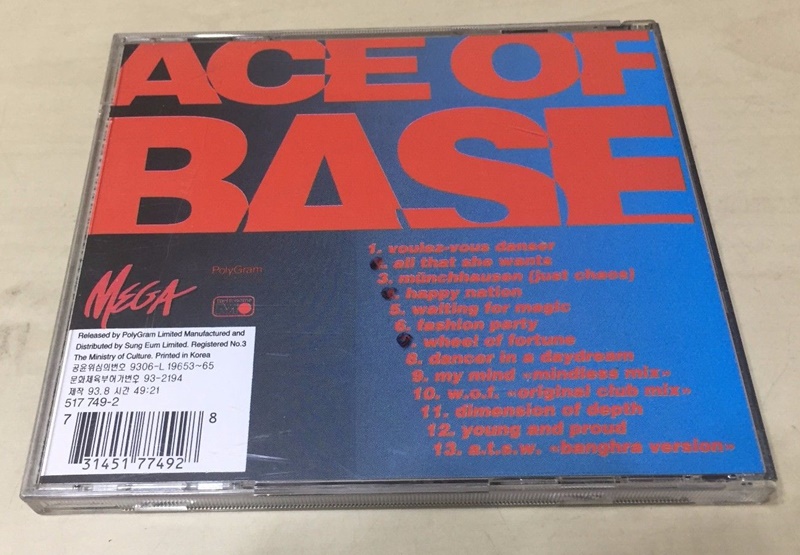 ACE OF
BASE
1. voulez-vous danser
2. all that she wants
3. münchhausen (just chaos)
4. happy nation
5. waiting for magic
6. fashion party
7. wheel of fortune
8. dancer in a daydream
9. my mind «mindless mix»
10. w.o.f. «original club mix»
11. dimension of depth
12. young and proud
13. a.t.s.w. «banghra version»
MEGA
PolyGram
Released by PolyGram Limited Manufactured and
Distributed by Sung Eum Limited. Registered No.3
The Ministry of Culture. Printed in Korea
공윤위심의번호 9306-L 19653~65
문화체육부허가번호 93-2194
제작 93.8 시간 49:21
517 749-2
7 31451 77492 8